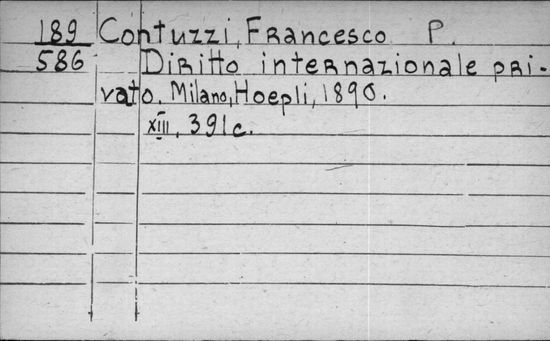 189 Contuzzi, Francesco P.
586 Diritto internazionale pri-
vato. Milano, Hoepli, 1890.
XIII, 391 c.